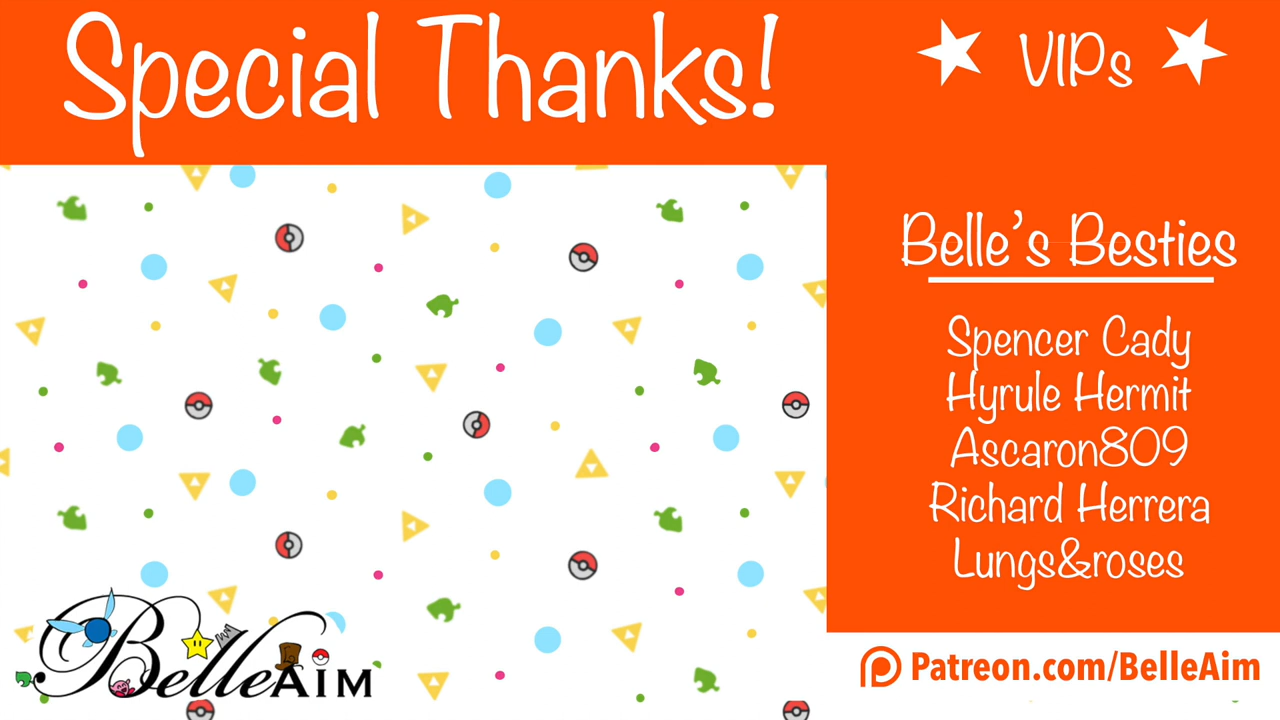 Special Thanks!
VIPs
Belle's Besties
Spencer Cady
Hyrule Hermit
Ascaron809
Richard Herrera
Lungs&roses
BelleAIM
Patreon.com/BelleAim